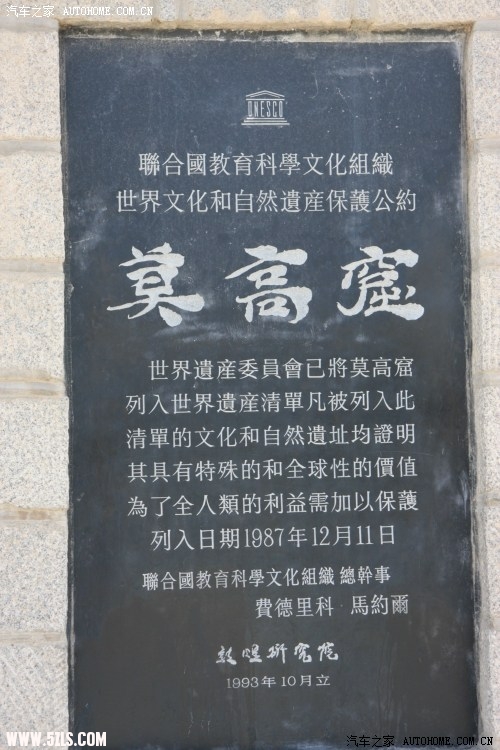 汽车之家 AUTOHOME.COM.CN
UNESCO
聯合國教育科學文化組織
世界文化和自然遺産保護公約
莫高窟
世界遺産委員會已將莫高窟
列入世界遺産清單凡被列入此
清單的文化和自然遺址均證明
其具有特殊的和全球性的價值
為了全人類的利益需加以保護
列入日期1987年12月11日
聯合國教育科學文化組織 總幹事
費德里科 馬約爾
敦煌研究院
1993年10月立
WWW.5ILS.COM
汽车之家 AUTOHOME.COM.CN